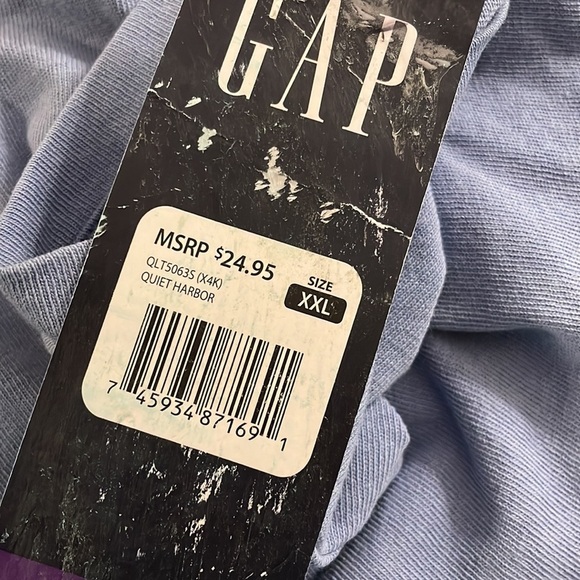 GAP
MSRP $24.95
QLT5063S (X4K)
QUIET HARBOR
SIZE
XXL
7 45934 87169 1